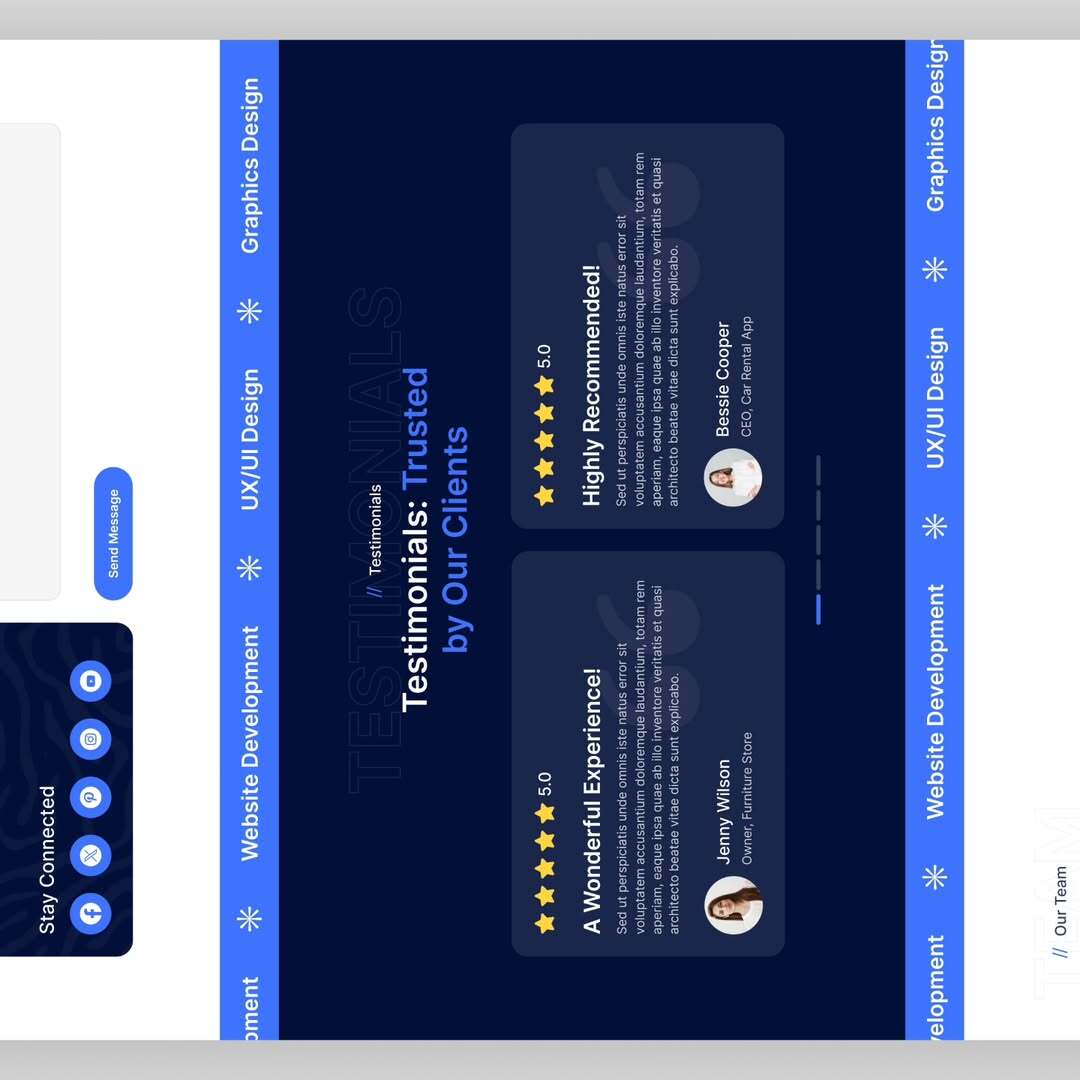 Stay Connected
Send Message
pment
Website Development
UX/UI Design
Graphics Design
TESTIMONIALS
// Testimonials
Testimonials: Trusted
by Our Clients
5.0
A Wonderful Experience!
Sed ut perspiciatis unde omnis iste natus error sit
voluptatem accusantium doloremque laudantium, totam rem
aperiam, eaque ipsa quae ab illo inventore veritatis et quasi
architecto beatae vitae dicta sunt explicabo.
Jenny Wilson
Owner, Furniture Store
5.0
Highly Recommended!
Sed ut perspiciatis unde omnis iste natus error sit
voluptatem accusantium doloremque laudantium, totam rem
aperiam, eaque ipsa quae ab illo inventore veritatis et quasi
architecto beatae vitae dicta sunt explicabo.
Bessie Cooper
CEO, Car Rental App
velopment
Website Development
UX/UI Design
Graphics Design
TEAM
// Our Team